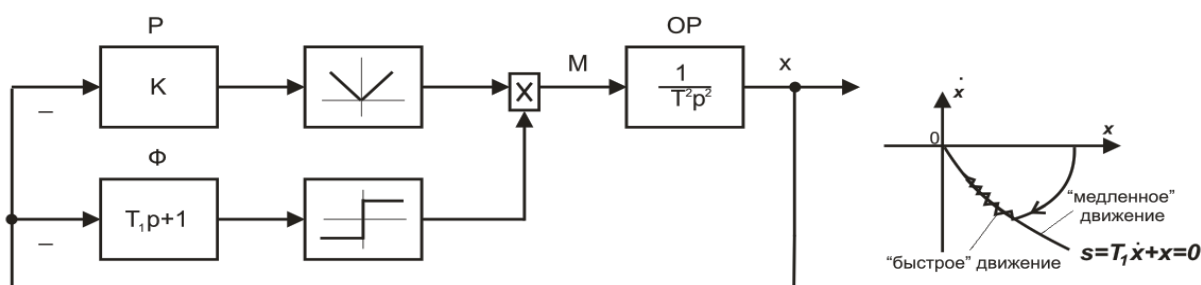 P
K
X
M
OP
1
T²p²
x
–
Ф
T₁p+1
–
ẋ
0
x
“медленное”
движение
“быстрое” движение
s=T₁ẋ+x=0